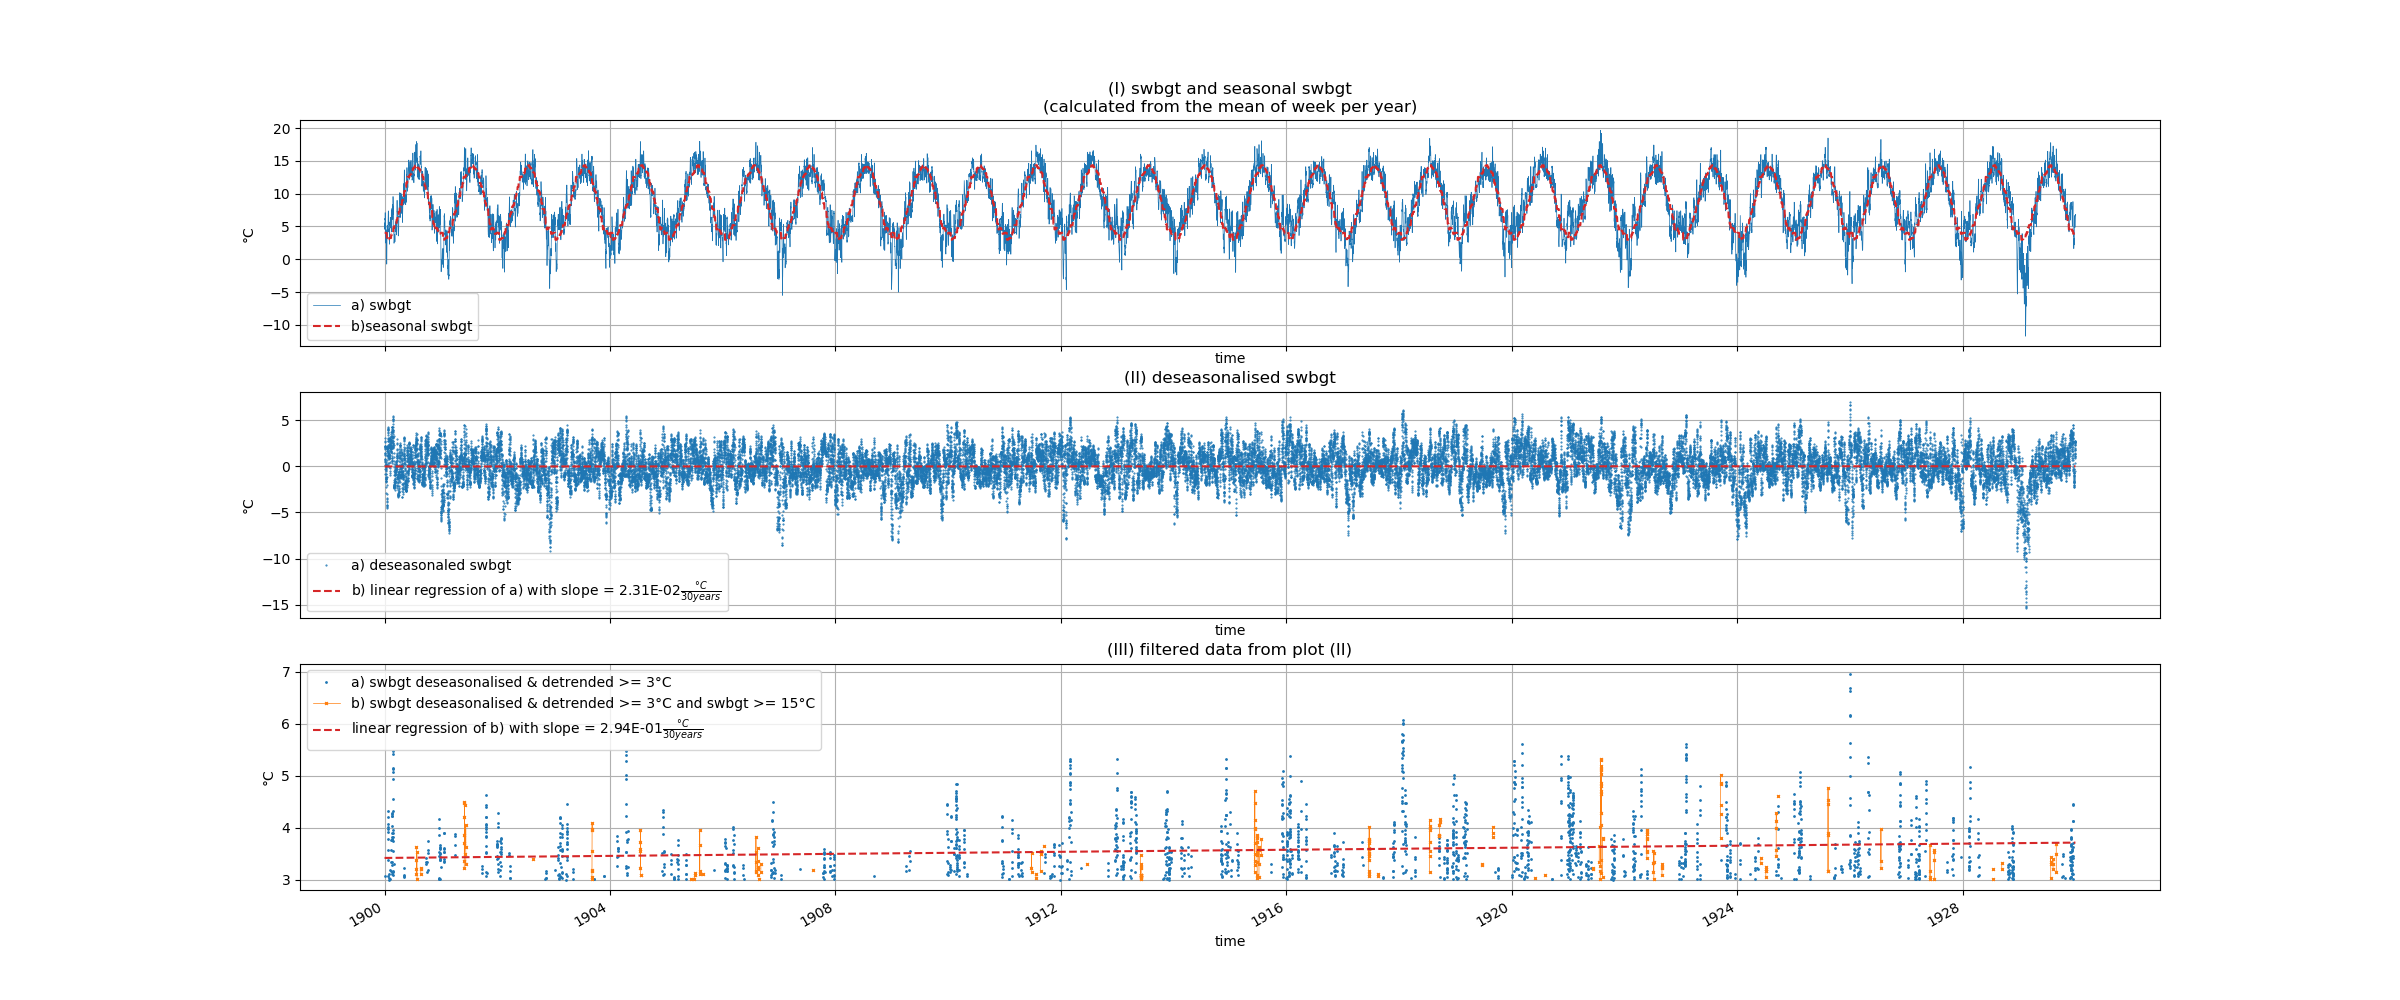 (I) swbgt and seasonal swbgt
(calculated from the mean of week per year)
20
15
10
5
0
−5
−10
°C
a) swbgt
b)seasonal swbgt
time
(II) deseasonalised swbgt
5
0
−5
−10
−15
°C
a) deseasonaled swbgt
b) linear regression of a) with slope = 2.31E-02 °C/30years
time
(III) filtered data from plot (II)
7
6
5
4
3
°C
a) swbgt deseasonalised & detrended >= 3°C
b) swbgt deseasonalised & detrended >= 3°C and swbgt >= 15°C
linear regression of b) with slope = 2.94E-01 °C/30years
1900 1904 1908 1912 1916 1920 1924 1928
time